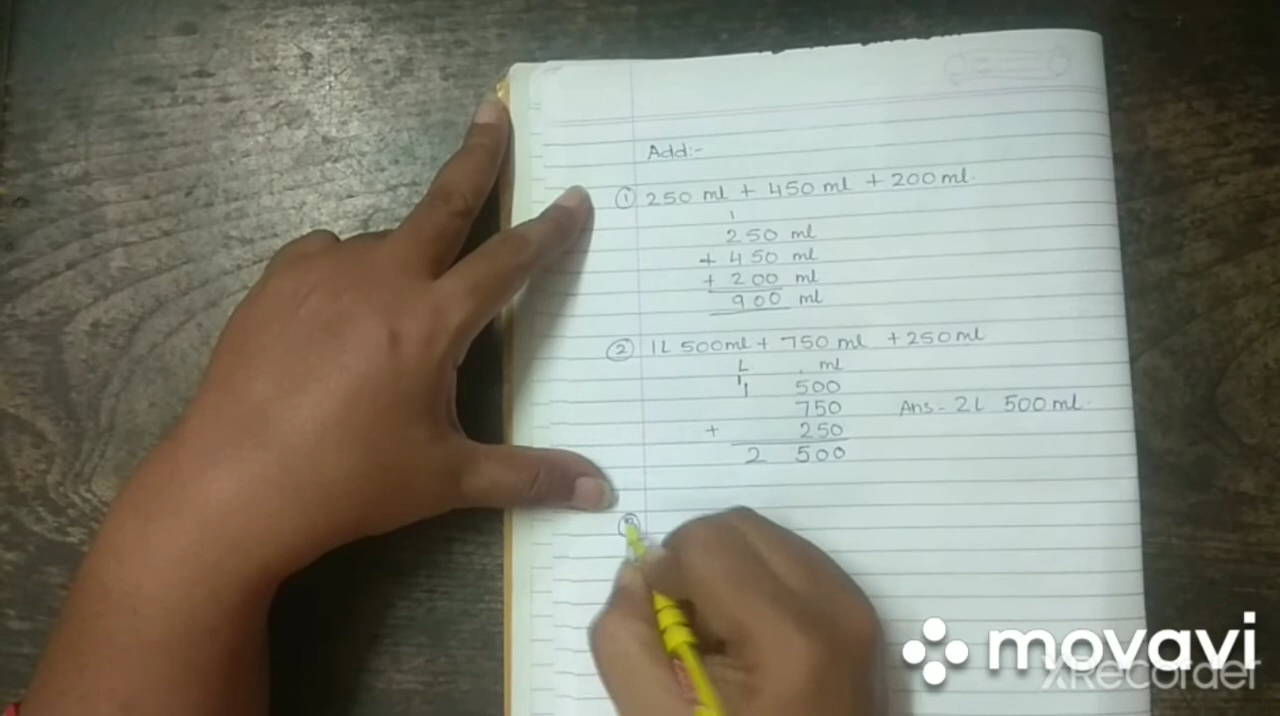 Add:-
① 250 ml + 450 ml + 200 ml.
1
250 ml
+ 450 ml
+ 200 ml
900 ml
② 1L 500ml + 750 ml + 250 ml
L ml
1
1 500
750 Ans - 2L 500 ml.
+ 250
2 500
movavi
XRecorder